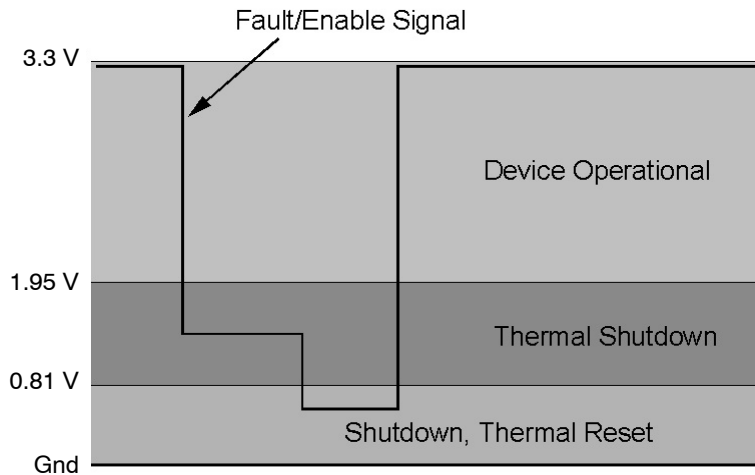 Fault/Enable Signal
3.3 V
Device Operational
1.95 V
Thermal Shutdown
0.81 V
Shutdown, Thermal Reset
Gnd